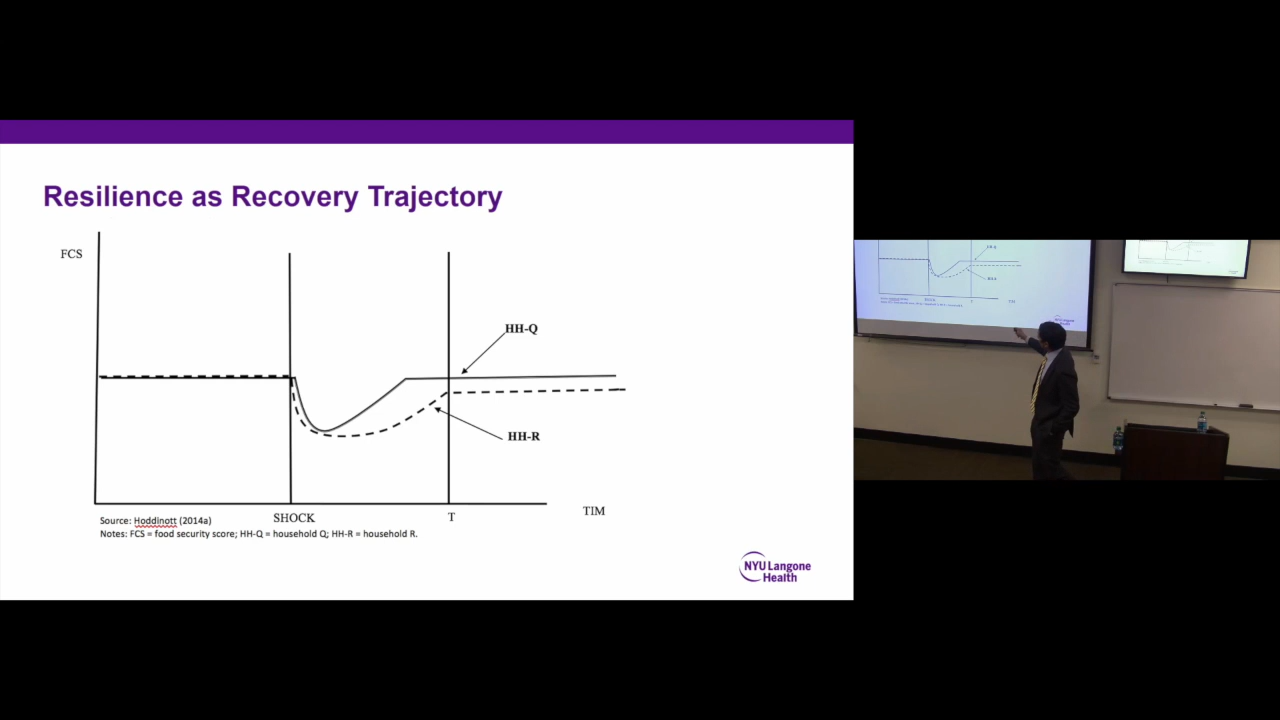 Resilience as Recovery Trajectory
FCS
HH-Q
HH-R
SHOCK
T
TIM
Source: Hoddinott (2014a)
Notes: FCS = food security score; HH-Q = household Q; HH-R = household R.
NYU Langone
Health